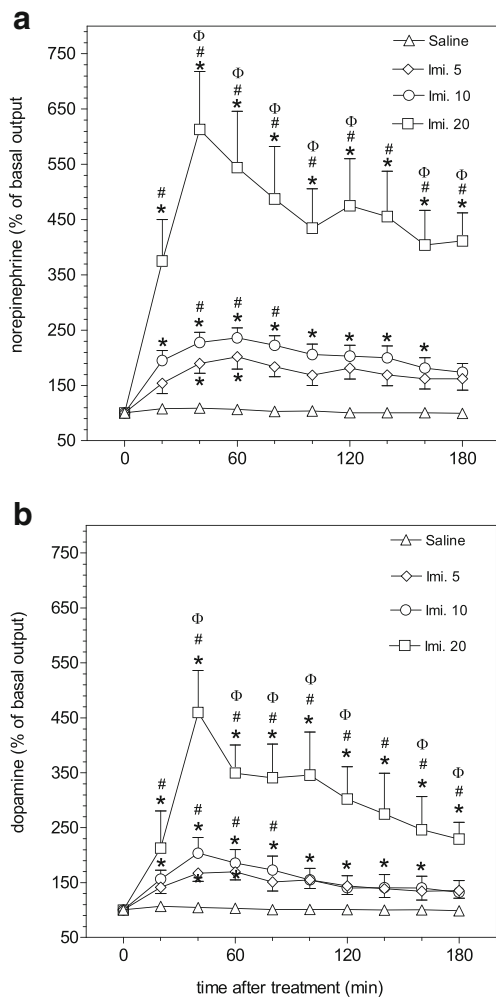 a
Saline
Imi. 5
Imi. 10
Imi. 20
norepinephrine (% of basal output)
750
650
550
450
350
250
150
50
Φ Φ Φ Φ Φ Φ Φ
# # # # # # # # #
* * * * * * * * *
# # #
* * * * * * * *
* *
0 60 120 180
b
Saline
Imi. 5
Imi. 10
Imi. 20
dopamine (% of basal output)
750
650
550
450
350
250
150
50
Φ Φ Φ Φ Φ Φ Φ
# # # # # # # # #
* * * * * * * * *
# # #
* * * * * * * *
* *
0 60 120 180
time after treatment (min)